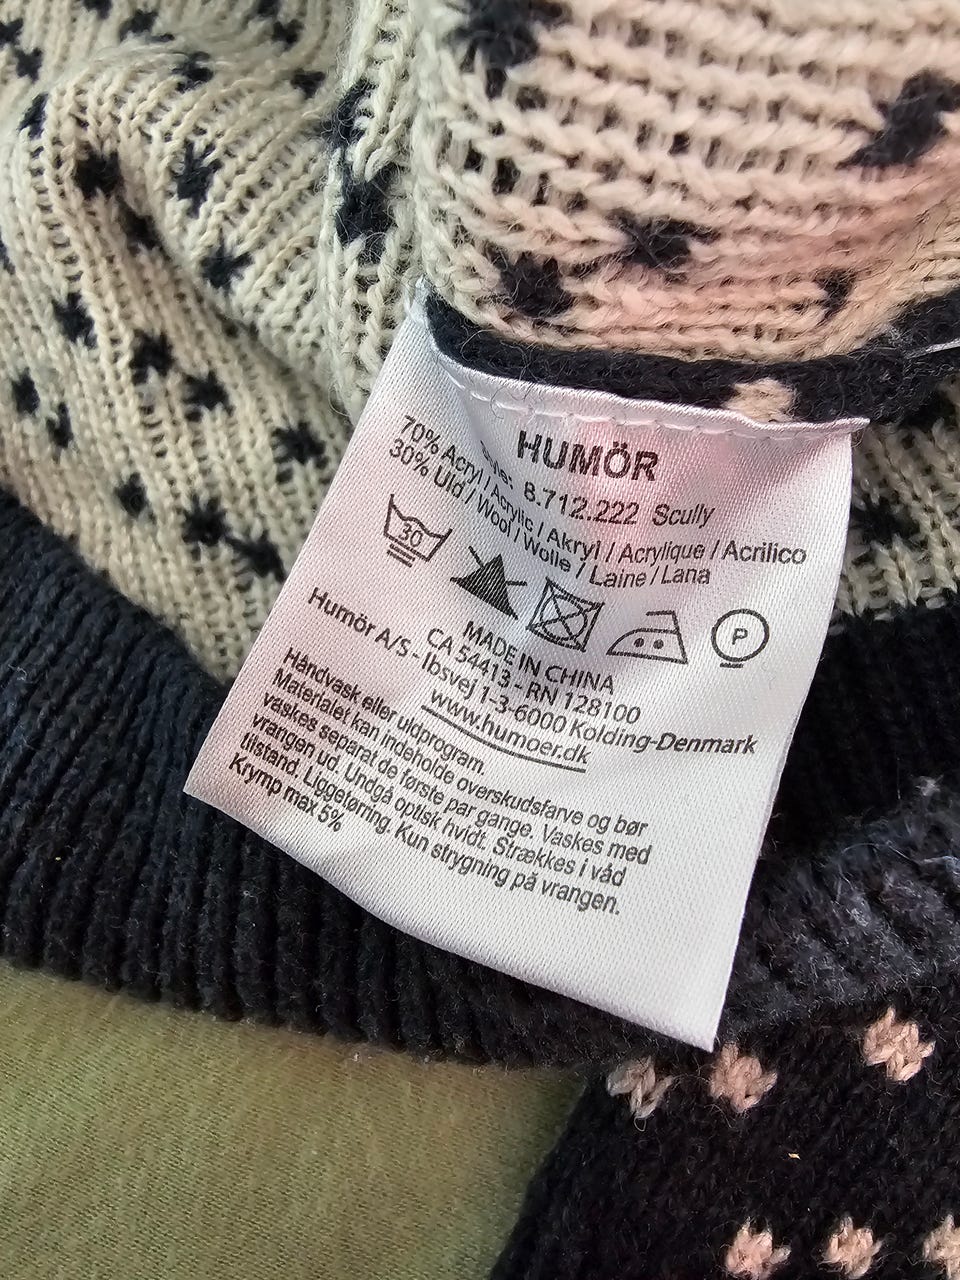 HUMÖR
Style: 8.712.222 Scully
70% Acryl / Acrylic / Akryl / Acrylique / Acrilico
30% Uld / Wool / Wolle / Laine / Lana
30
P
MADE IN CHINA
CA 54413 - RN 128100
Humör A/S - Ibsvej 1-3-6000 Kolding-Denmark
www.humoer.dk
Håndvask eller uldprogram.
Materialet kan indeholde overskudsfarve og bør
vaskes separat de første par gange. Vaskes med
vrangen ud. Undgå optisk hvidt. Strækkes i våd
tilstand. Liggetørring. Kun strygning på vrangen.
Krymp max 5%